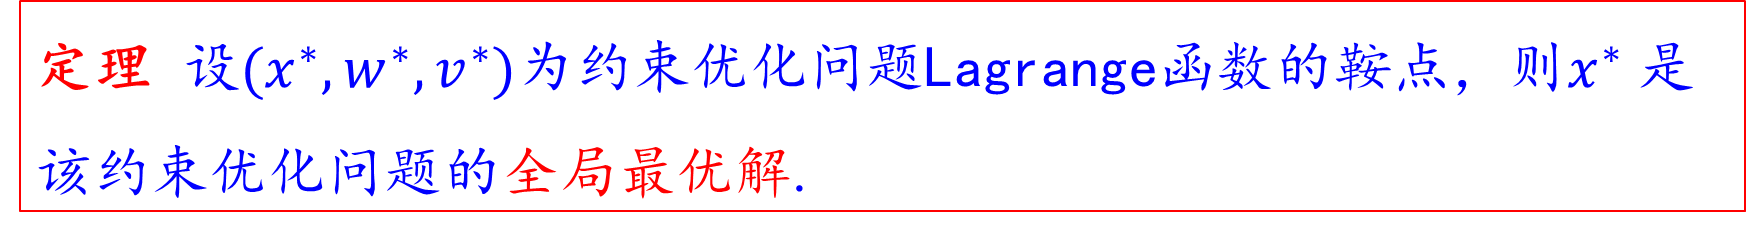 定理 设(x*, w*, v*)为约束优化问题Lagrange函数的鞍点，则x* 是
该约束优化问题的全局最优解.